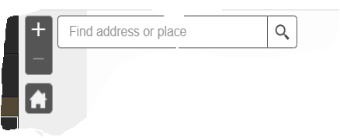 +
Find address or place
−